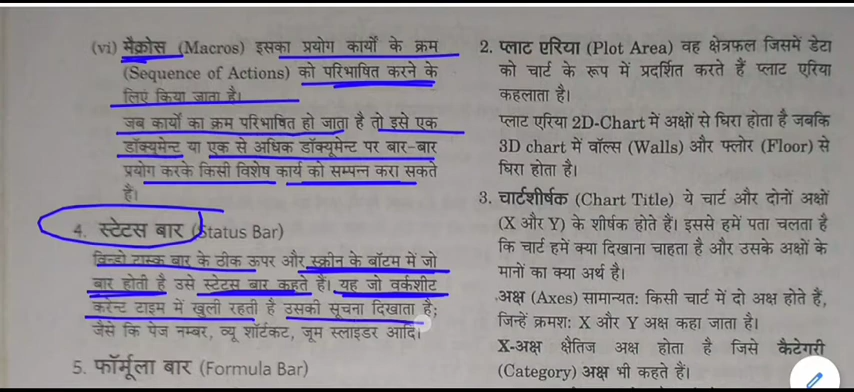 (vi) मैक्रोस (Macros) इसका प्रयोग कार्यों के क्रम
(Sequence of Actions) को परिभाषित करने के
लिए किया जाता है।
जब कार्यों का क्रम परिभाषित हो जाता है तो इसे एक
डॉक्यूमेन्ट या एक से अधिक डॉक्यूमेन्ट पर बार-बार
प्रयोग करके किसी विशेष कार्य को सम्पन्न करा सकते
हैं।
4. स्टेटस बार (Status Bar)
विन्डो टास्क बार के ठीक ऊपर और स्क्रीन के बॉटम में जो
बार होती है उसे स्टेटस बार कहते हैं। यह जो वर्कशीट
करेन्ट टाइम में खुली रहती है उसकी सूचना दिखाता है;
जैसे कि पेज नम्बर, व्यू शॉर्टकट, जूम स्लाइडर आदि।
5. फॉर्मूला बार (Formula Bar)
2. प्लाट एरिया (Plot Area) वह क्षेत्रफल जिसमें डेटा
को चार्ट के रूप में प्रदर्शित करते हैं प्लाट एरिया
कहलाता है।
प्लाट एरिया 2D-Chart में अक्षों से घिरा होता है जबकि
3D chart में वॉल्स (Walls) और फ्लोर (Floor) से
घिरा होता है।
3. चार्टशीर्षक (Chart Title) ये चार्ट और दोनों अक्षों
(X और Y) के शीर्षक होते हैं। इससे हमें पता चलता है
कि चार्ट हमें क्या दिखाना चाहता है और उसके अक्षों के
मानों का क्या अर्थ है।
अक्ष (Axes) सामान्यत: किसी चार्ट में दो अक्ष होते हैं,
जिन्हें क्रमश: X और Y अक्ष कहा जाता है।
X-अक्ष क्षैतिज अक्ष होता है जिसे कैटेगरी
(Category) अक्ष भी कहते हैं।